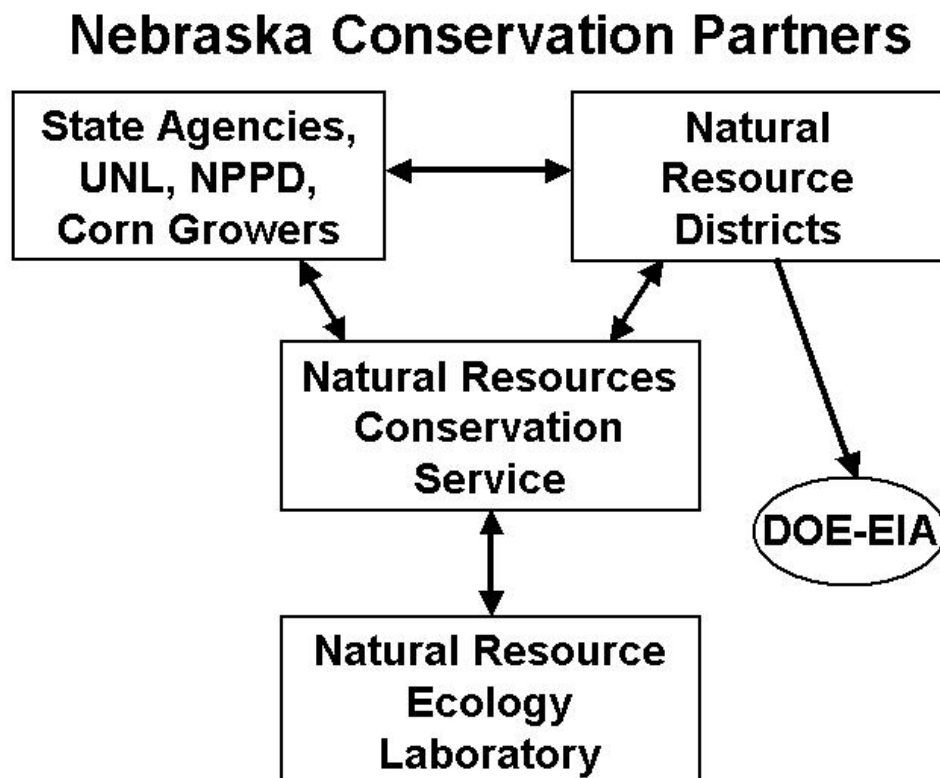 Nebraska Conservation Partners
State Agencies,
UNL, NPPD,
Corn Growers
Natural
Resource
Districts
Natural Resources
Conservation
Service
DOE-EIA
Natural Resource
Ecology
Laboratory